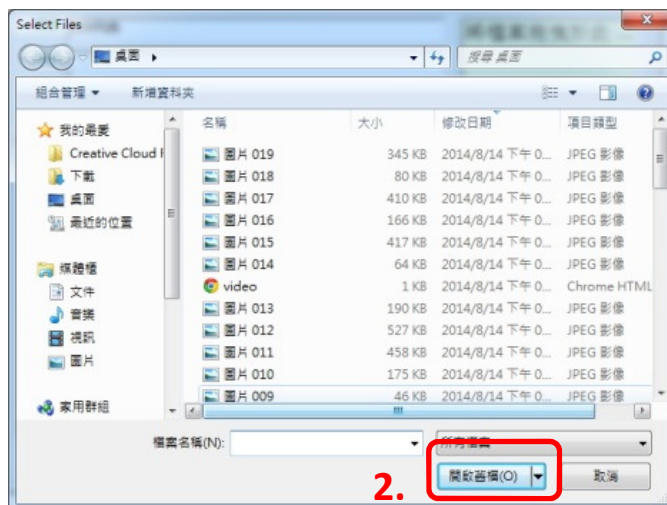 Select Files
桌面
搜尋 桌面
組合管理 新增資料夾
名稱 大小 修改日期 項目類型
我的最愛
Creative Cloud F
下載
桌面
最近的位置
媒體櫃
文件
音樂
視訊
圖片
家用群組
圖片 019 345 KB 2014/8/14 下午 0... JPEG 影像
圖片 018 80 KB 2014/8/14 下午 0... JPEG 影像
圖片 017 410 KB 2014/8/14 下午 0... JPEG 影像
圖片 016 166 KB 2014/8/14 下午 0... JPEG 影像
圖片 015 417 KB 2014/8/14 下午 0... JPEG 影像
圖片 014 64 KB 2014/8/14 下午 0... JPEG 影像
video 1 KB 2014/8/14 下午 0... Chrome HTML
圖片 013 190 KB 2014/8/14 下午 0... JPEG 影像
圖片 012 527 KB 2014/8/14 下午 0... JPEG 影像
圖片 011 458 KB 2014/8/14 下午 0... JPEG 影像
圖片 010 175 KB 2014/8/14 下午 0... JPEG 影像
圖片 009 46 KB 2014/8/14 下午 0... JPEG 影像
檔案名稱(N): 所有檔案
2. 開啟舊檔(O) 取消